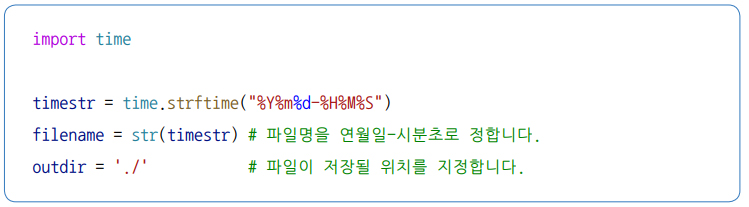 import time
timestr = time.strftime("%Y%m%d-%H%M%S")
filename = str(timestr) # 파일명을 연월일-시분초로 정합니다.
outdir = './' # 파일이 저장될 위치를 지정합니다.